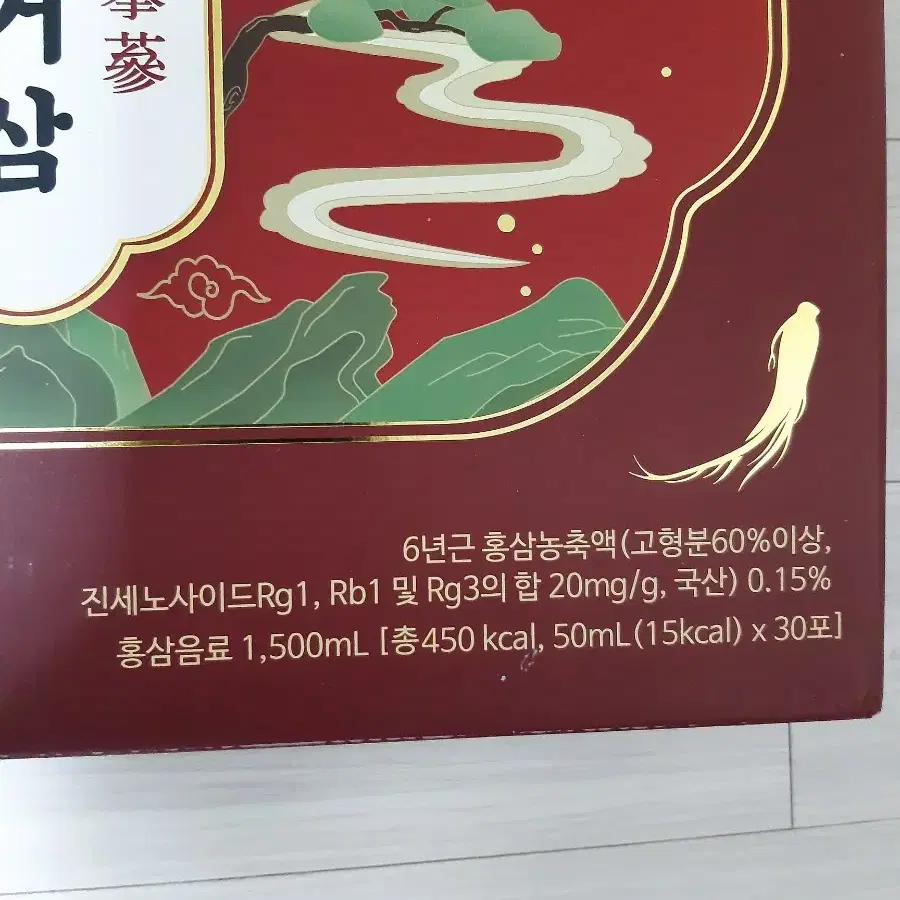 蔘
삼
6년근 홍삼농축액(고형분60%이상,
진세노사이드Rg1, Rb1 및 Rg3의 합 20mg/g, 국산) 0.15%
홍삼음료 1,500mL [총450 kcal, 50mL(15kcal) x 30포]